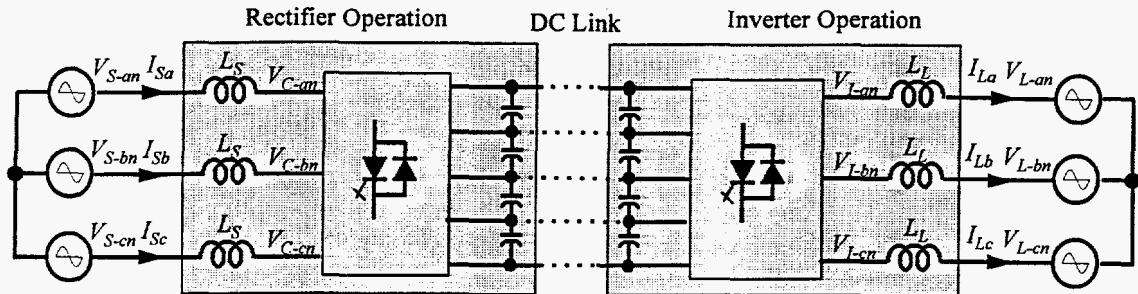 Rectifier Operation DC Link Inverter Operation
V_{S-an} I_{Sa} L_S V_{C-an} V_{I-an} L_L I_{La} V_{L-an}
V_{S-bn} I_{Sb} L_S V_{C-bn} V_{I-bn} L_L I_{Lb} V_{L-bn}
V_{S-cn} I_{Sc} L_S V_{C-cn} V_{I-cn} L_L I_{Lc} V_{L-cn}